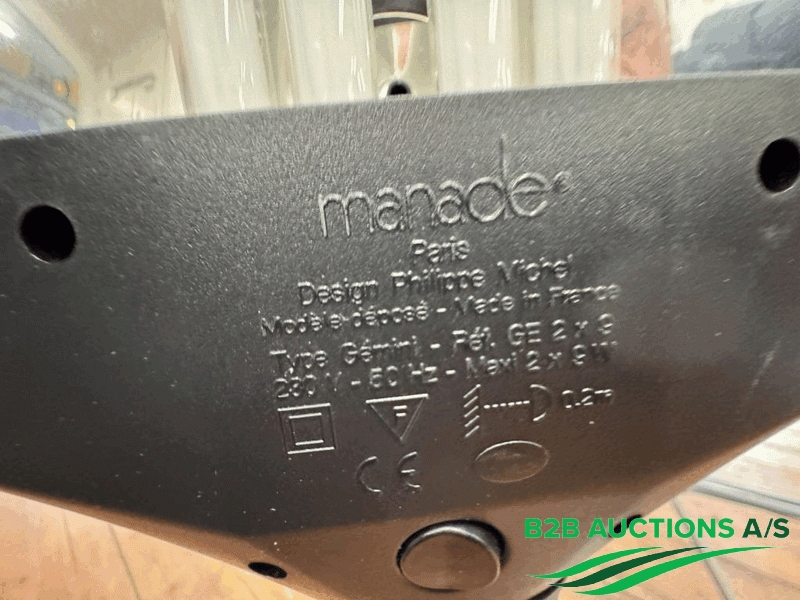 manade®
Paris
Design Philippe Michel
Modèle déposé - Made in France
Type Gémini - Réf. GE 2 x 9
230 V - 50 Hz - Maxi 2 x 9 W
F
0.2m
CE
B2B AUCTIONS A/S